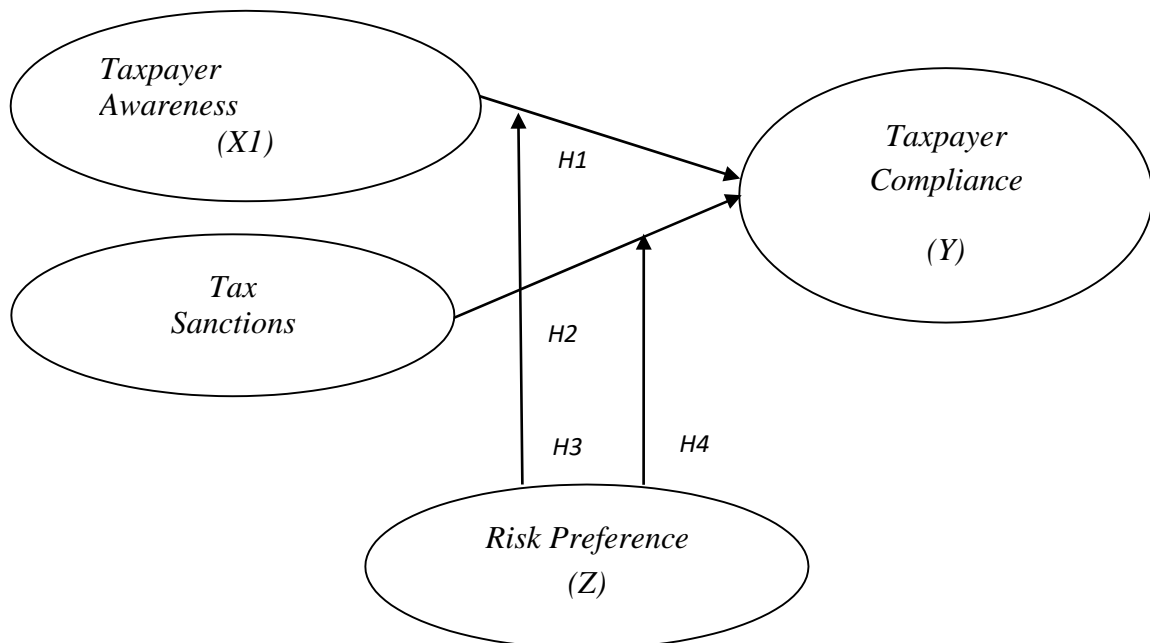 Taxpayer
Awareness
(X1)
Taxpayer
Compliance
(Y)
H1
Tax
Sanctions
H2
H3
H4
Risk Preference
(Z)